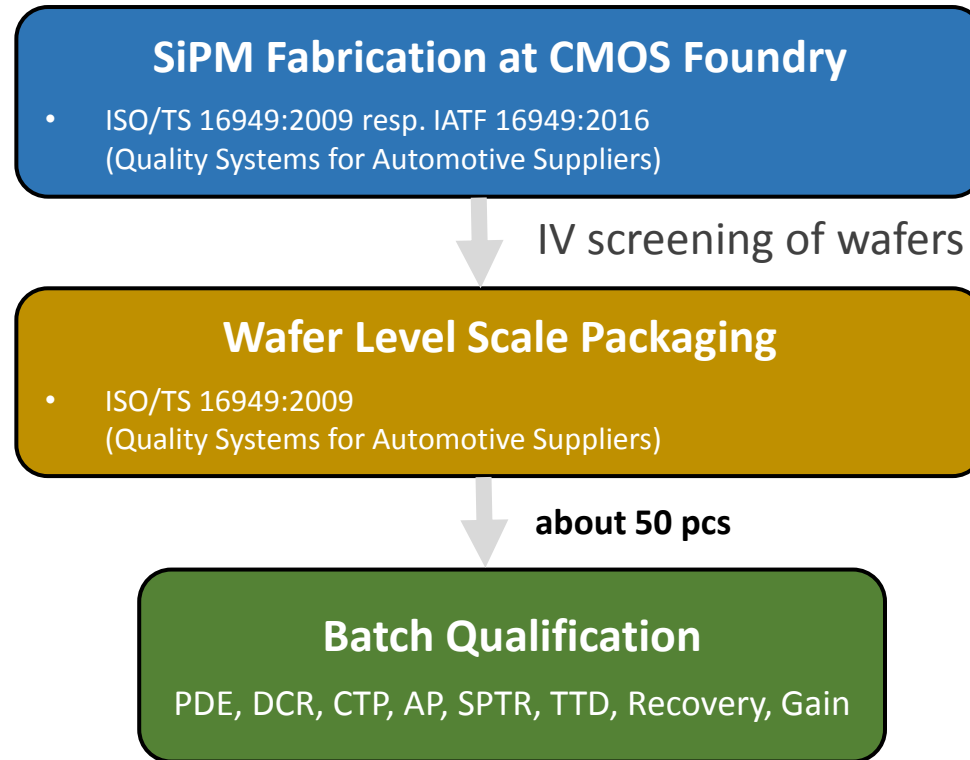 SiPM Fabrication at CMOS Foundry
• ISO/TS 16949:2009 resp. IATF 16949:2016
(Quality Systems for Automotive Suppliers)
IV screening of wafers
Wafer Level Scale Packaging
• ISO/TS 16949:2009
(Quality Systems for Automotive Suppliers)
about 50 pcs
Batch Qualification
PDE, DCR, CTP, AP, SPTR, TTD, Recovery, Gain